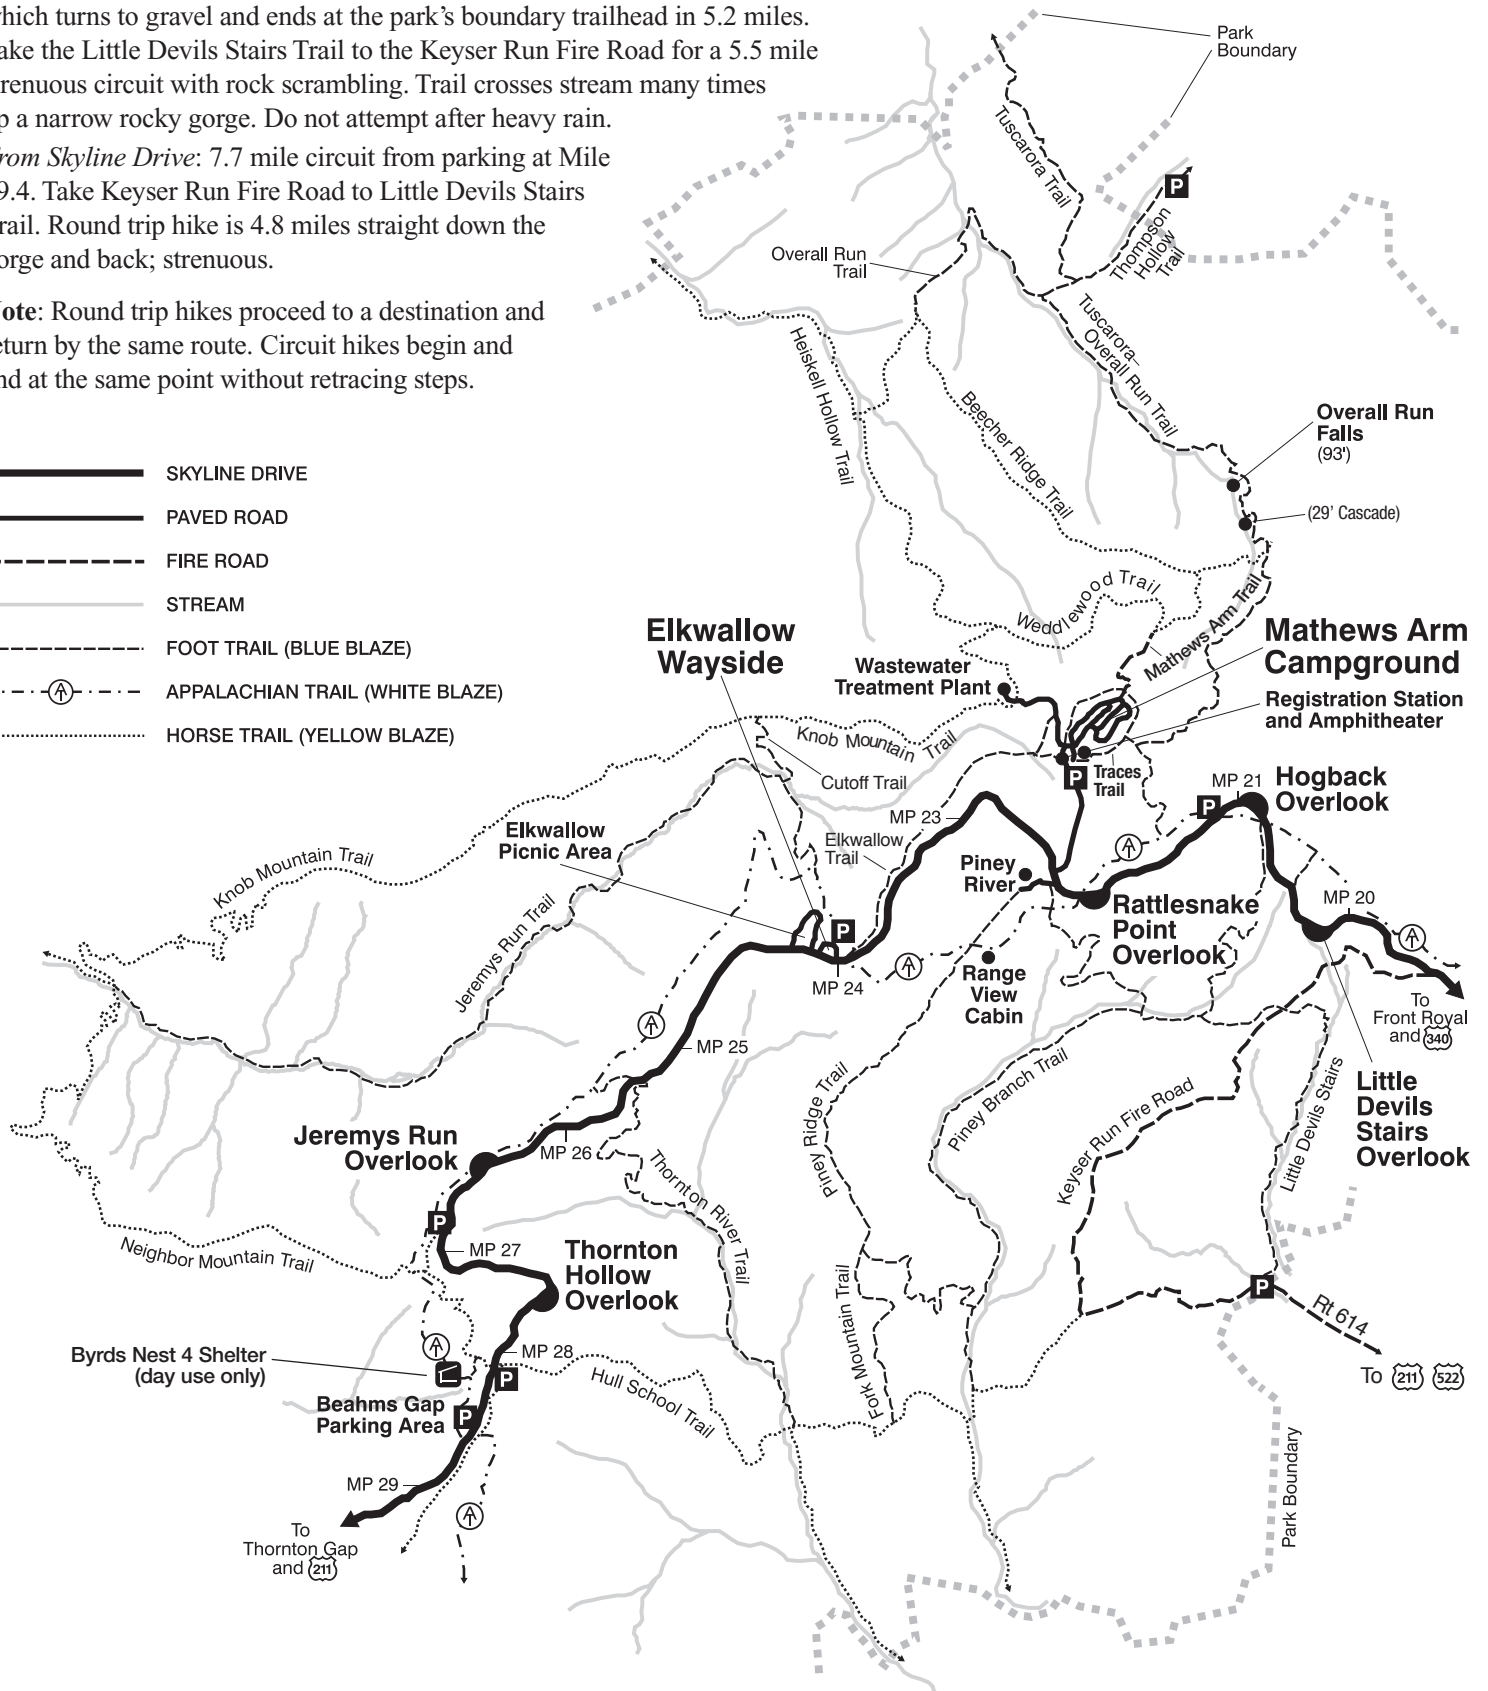 which turns to gravel and ends at the park’s boundary trailhead in 5.2 miles.
ake the Little Devils Stairs Trail to the Keyser Run Fire Road for a 5.5 mile
renuous circuit with rock scrambling. Trail crosses stream many times
p a narrow rocky gorge. Do not attempt after heavy rain.
rom Skyline Drive: 7.7 mile circuit from parking at Mile
9.4. Take Keyser Run Fire Road to Little Devils Stairs
rail. Round trip hike is 4.8 miles straight down the
orge and back; strenuous.
ote: Round trip hikes proceed to a destination and
eturn by the same route. Circuit hikes begin and
nd at the same point without retracing steps.
SKYLINE DRIVE
PAVED ROAD
FIRE ROAD
STREAM
FOOT TRAIL (BLUE BLAZE)
APPALACHIAN TRAIL (WHITE BLAZE)
HORSE TRAIL (YELLOW BLAZE)
Park
Boundary
Tuscarora Trail
P
Thompson
Hollow
Trail
Overall Run
Trail
Tuscarora–
Overall Run Trail
Heiskell Hollow Trail
Beecher Ridge Trail
Overall Run
Falls
(93')
(29’ Cascade)
Weddlewood Trail
Mathews Arm Trail
Elkwallow
Wayside
Mathews Arm
Campground
Wastewater
Treatment Plant
Registration Station
and Amphitheater
Knob Mountain Trail
Cutoff Trail
P
Traces
Trail
MP 21
Hogback
Overlook
P
MP 23
Elkwallow
Trail
Elkwallow
Picnic Area
Knob Mountain Trail
Piney
River
Rattlesnake
Point
Overlook
MP 20
Jeremys Run Trail
P
MP 24
Range
View
Cabin
To
Front Royal
and 340
MP 25
Piney Ridge Trail
Piney Branch Trail
Keyser Run Fire Road
Little Devils Stairs
Little
Devils
Stairs
Overlook
Jeremys Run
Overlook
MP 26
Thornton River Trail
P
MP 27
Neighbor Mountain Trail
Thornton
Hollow
Overlook
Fork Mountain Trail
P
Rt 614
To 211 522
Byrds Nest 4 Shelter
(day use only)
MP 28
P
Hull School Trail
Beahms Gap
Parking Area
P
MP 29
To
Thornton Gap
and 211
Park Boundary